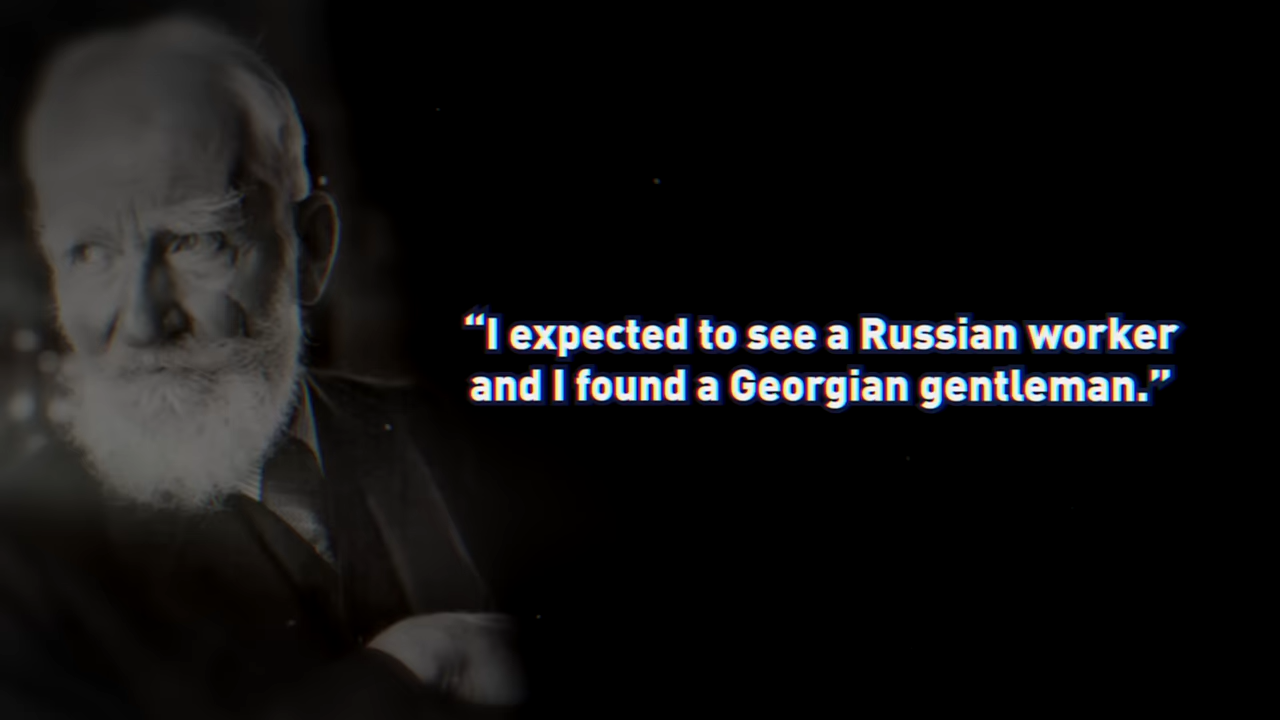 “I expected to see a Russian worker
and I found a Georgian gentleman.”